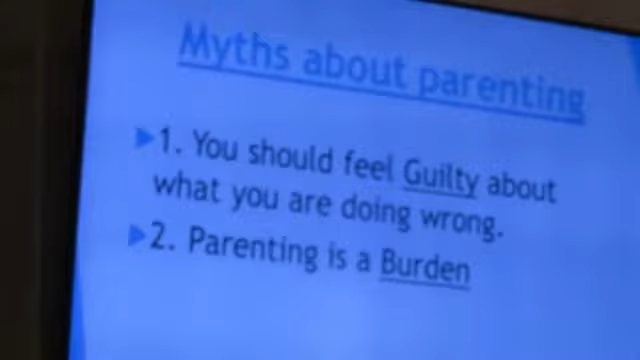 Myths about parenting
1. You should feel Guilty about
what you are doing wrong.
2. Parenting is a Burden